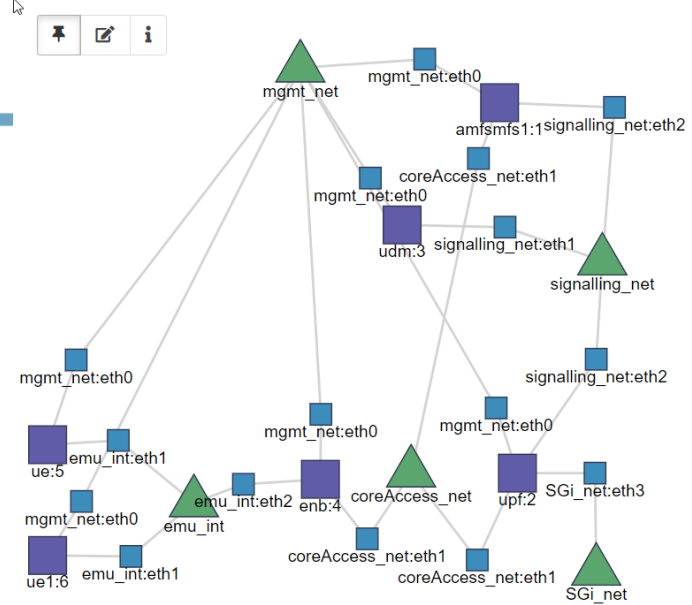 mgmt_net:eth0
mgmt_net
amfsmfs1:1
signalling_net:eth2
coreAccess_net:eth1
mgmt_net:eth0
udm:3
signalling_net:eth1
signalling_net
mgmt_net:eth0
signalling_net:eth2
mgmt_net:eth0
mgmt_net:eth0
ue:5
emu_int:eth1
emu_int:eth2
enb:4
coreAccess_net
upf:2
SGi_net:eth3
mgmt_net:eth0
emu_int
coreAccess_net:eth1
ue1:6
emu_int:eth1
coreAccess_net:eth1
SGi_net